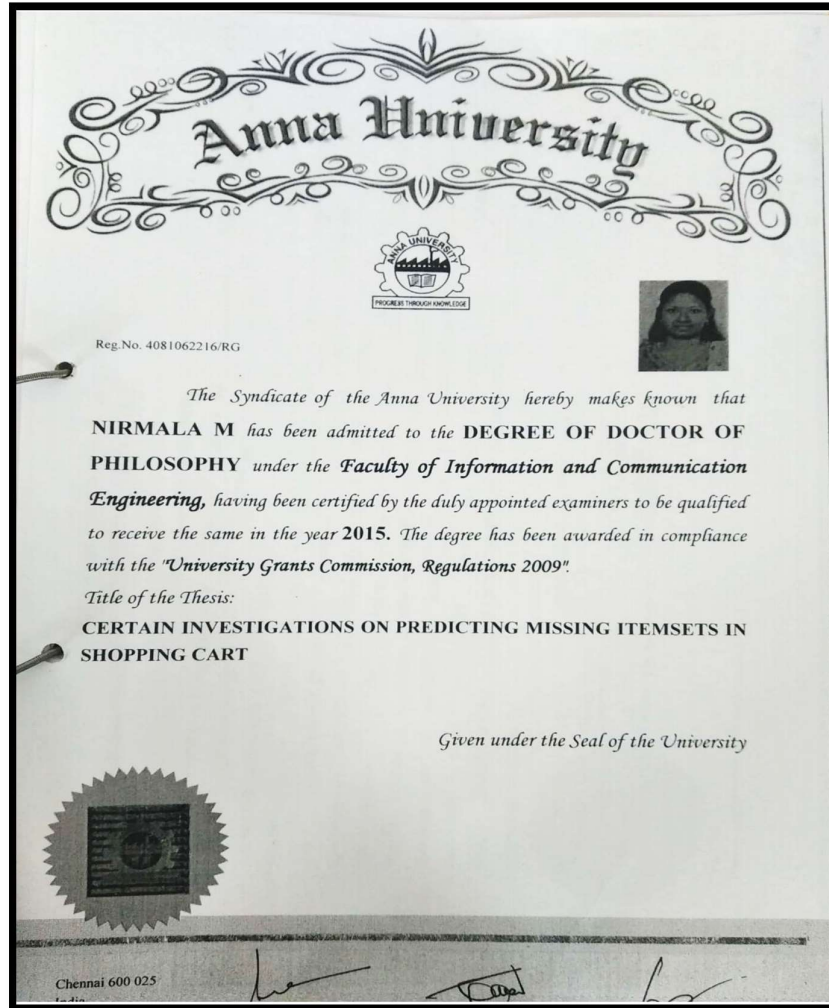 Anna University
ANNA UNIVERSITY
PROGRESS THROUGH KNOWLEDGE
Reg.No. 4081062216/RG
The Syndicate of the Anna University hereby makes known that
NIRMALA M has been admitted to the DEGREE OF DOCTOR OF
PHILOSOPHY under the Faculty of Information and Communication
Engineering, having been certified by the duly appointed examiners to be qualified
to receive the same in the year 2015. The degree has been awarded in compliance
with the "University Grants Commission, Regulations 2009".
Title of the Thesis:
CERTAIN INVESTIGATIONS ON PREDICTING MISSING ITEMSETS IN
SHOPPING CART
Given under the Seal of the University
Chennai 600 025
India